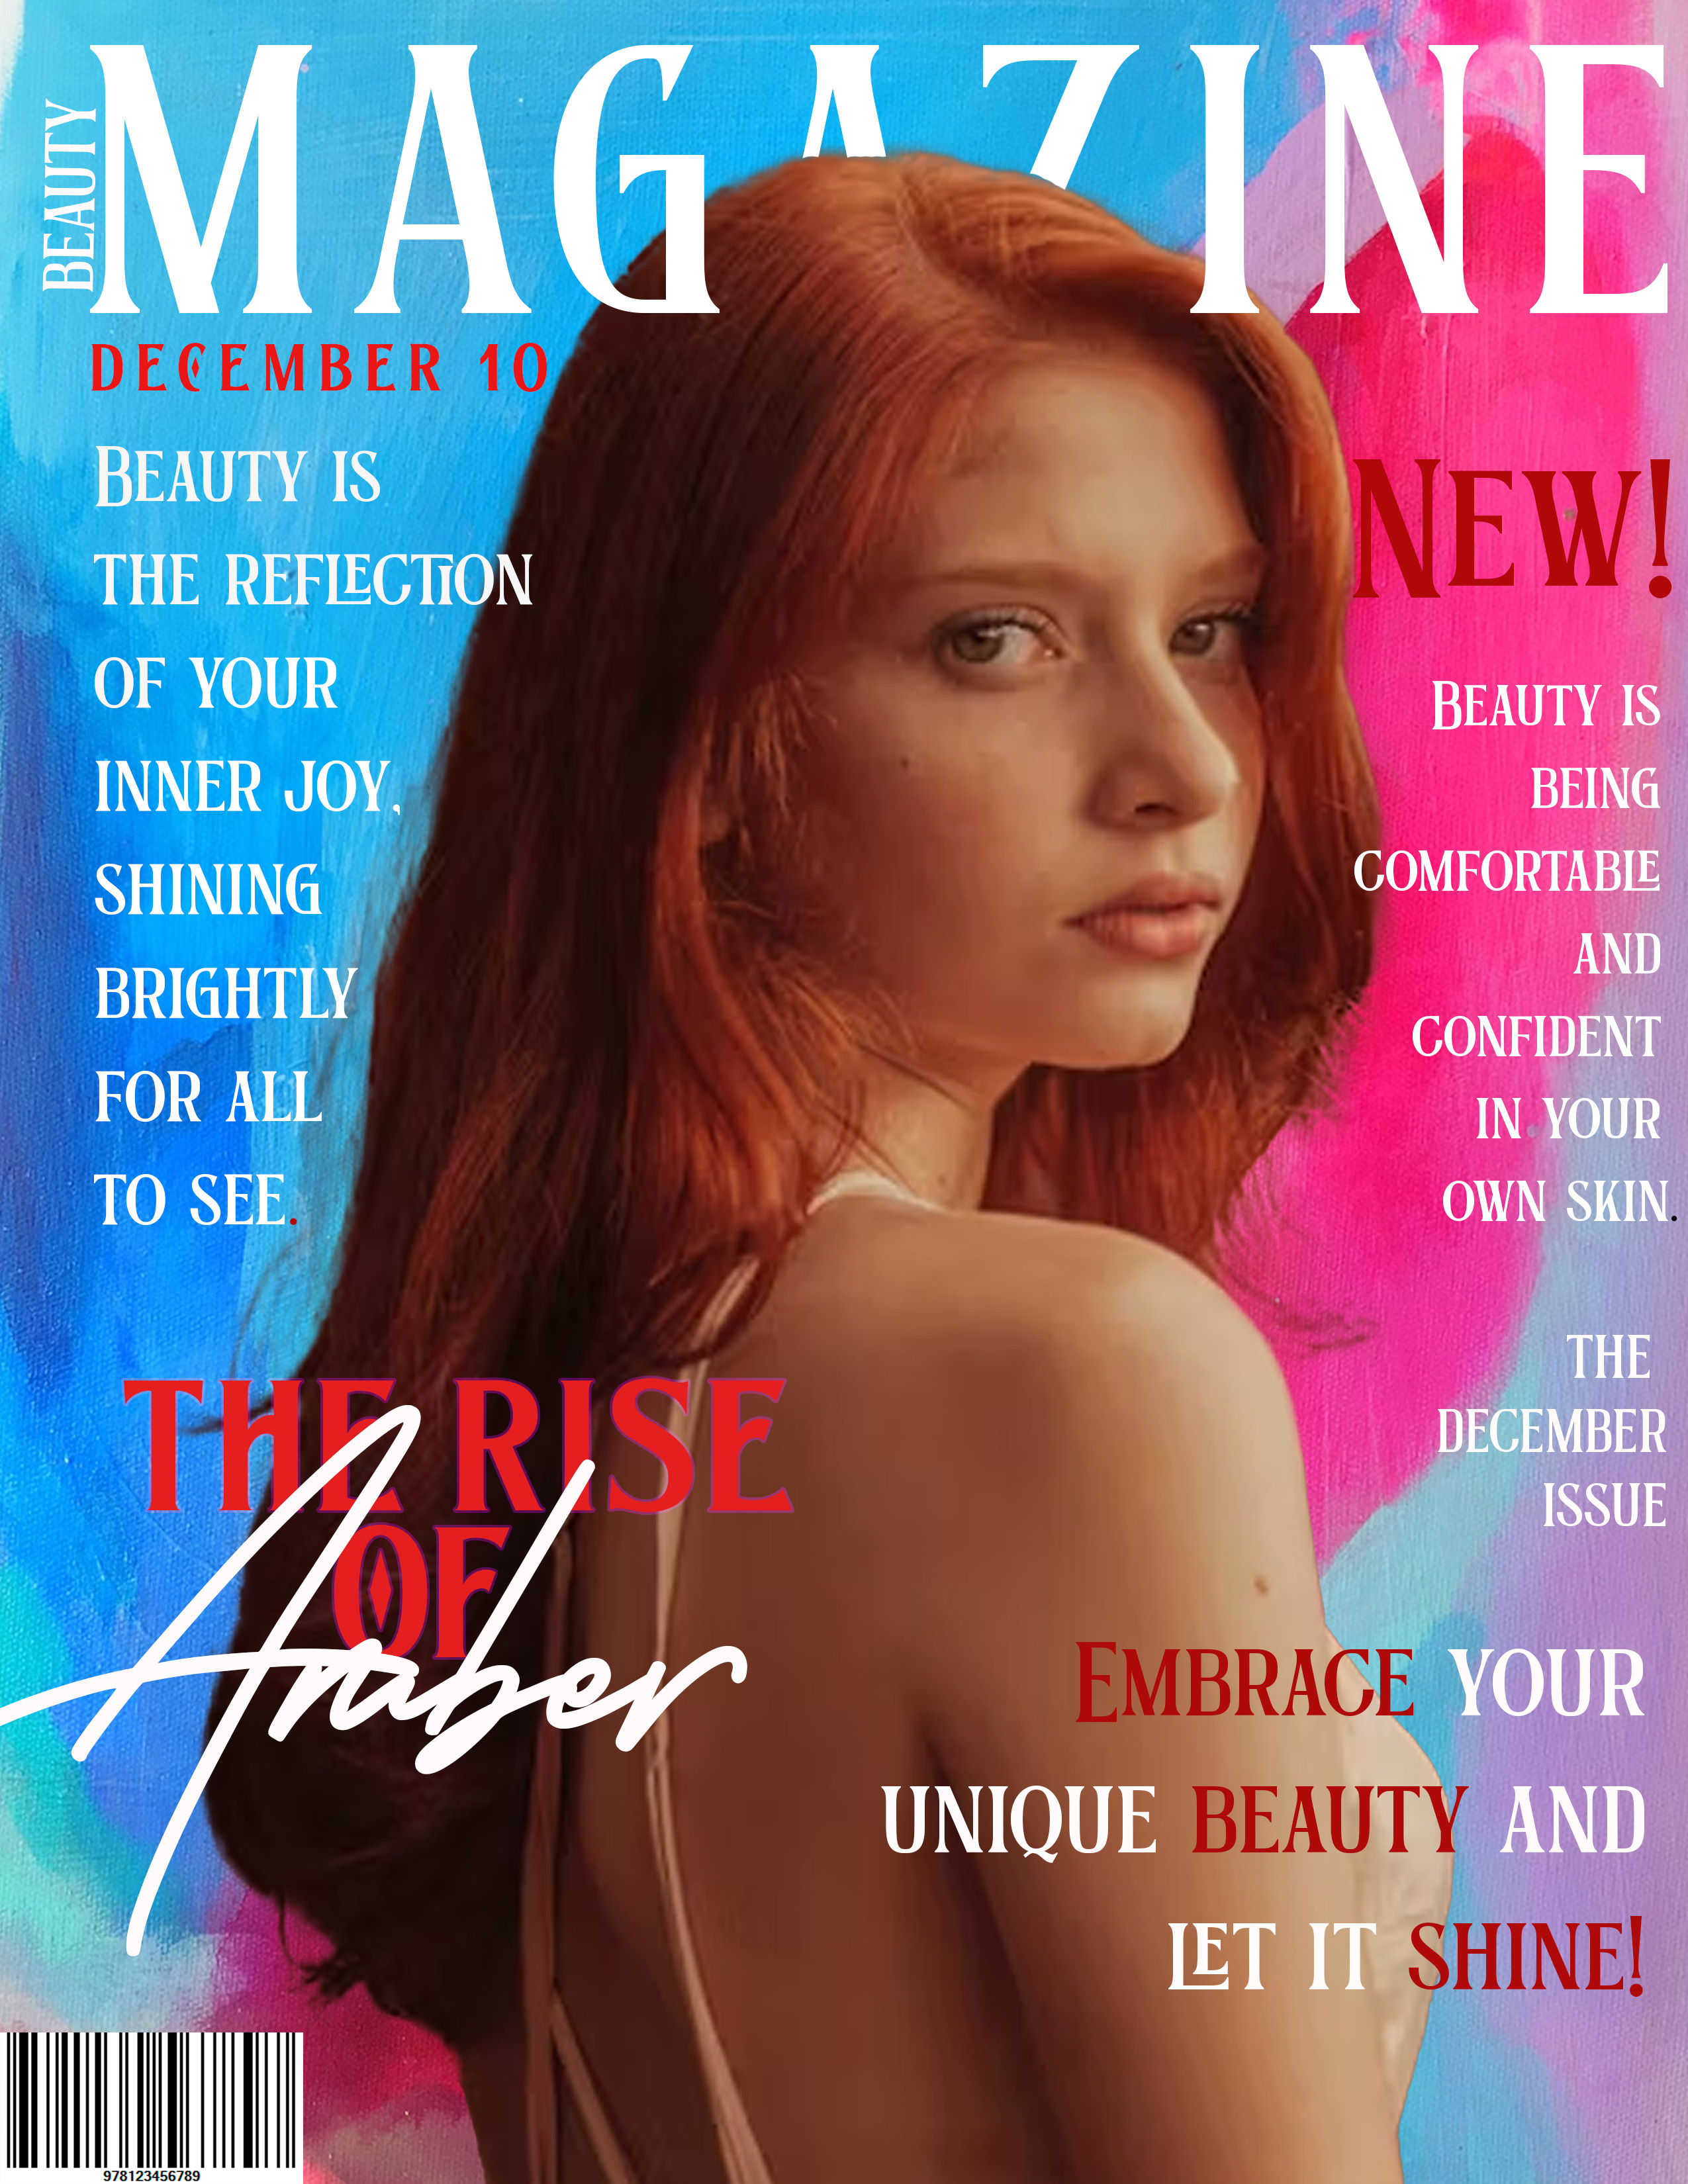 BEAUTY
MAGAZINE
DECEMBER 10
BEAUTY IS
THE REFLECTION
OF YOUR
INNER JOY,
SHINING
BRIGHTLY
FOR ALL
TO SEE.
NEW!
BEAUTY IS
BEING
COMFORTABLE
AND
CONFIDENT
IN YOUR
OWN SKIN.
THE
DECEMBER
ISSUE
THE RISE
OF
Amber
EMBRACE YOUR
UNIQUE BEAUTY AND
LET IT SHINE!
978123456789